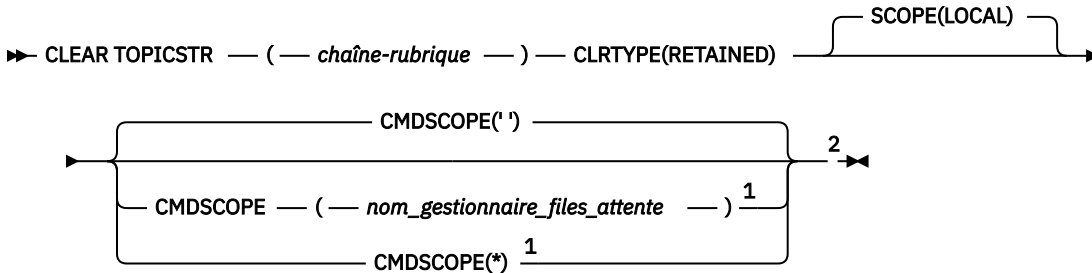 SCOPE(LOCAL)
CLEAR TOPICSTR ( chaîne-rubrique ) CLRTYPE(RETAINED)
CMDSCOPE(' ')
2
CMDSCOPE ( nom_gestionnaire_files_attente ) 1
CMDSCOPE(*) 1